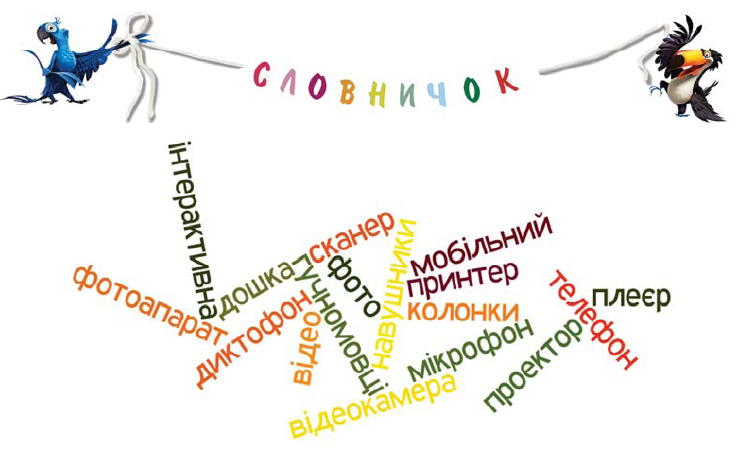 словничок
інтерактивна
дошка
сканер
гучномовці
фото
навушники
мобільний
принтер
колонки
фотоапарат
диктофон
відео
мікрофон
відеокамера
телефон
плеєр
проектор